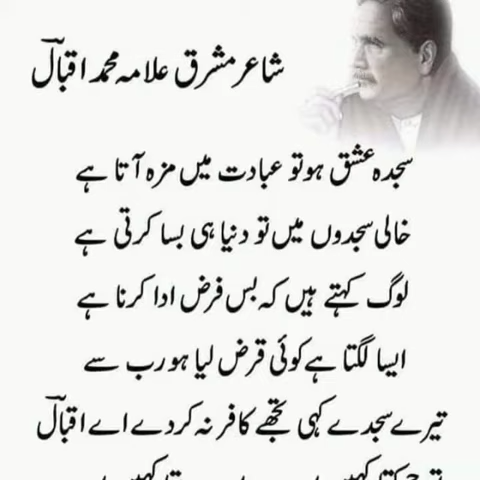 شاعر مشرق علامہ محمد اقبالؒ
سجدہ عشق ہو تو عبادت میں مزہ آتا ہے
خالی سجدوں میں تو دنیا ہی بسا کرتی ہے
لوگ کہتے ہیں کہ بس فرض ادا کرنا ہے
ایسا لگتا ہے کوئی قرض لیا ہو رب سے
تیرے سجدے کہی تجھے کافر نہ کر دے اے اقبالؒ